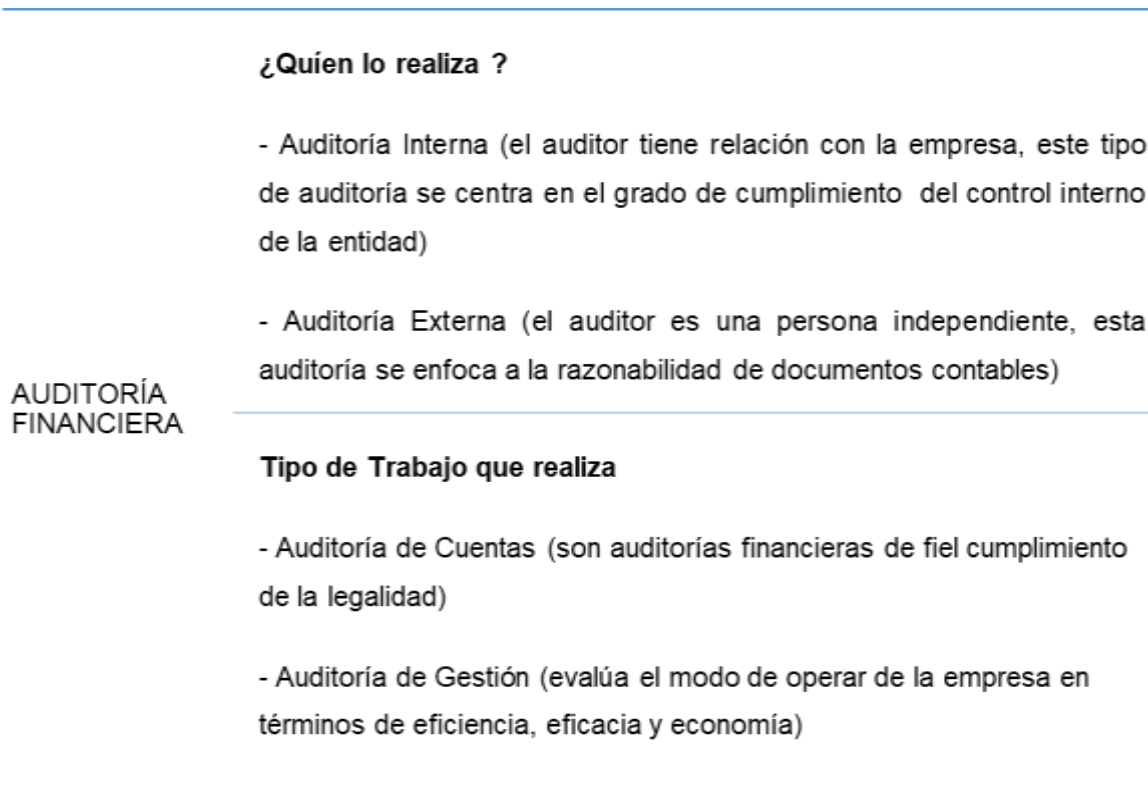 ¿Quíen lo realiza ?
- Auditoría Interna (el auditor tiene relación con la empresa, este tipo
de auditoría se centra en el grado de cumplimiento del control interno
de la entidad)
- Auditoría Externa (el auditor es una persona independiente, esta
auditoría se enfoca a la razonabilidad de documentos contables)
AUDITORÍA
FINANCIERA
Tipo de Trabajo que realiza
- Auditoría de Cuentas (son auditorías financieras de fiel cumplimiento
de la legalidad)
- Auditoría de Gestión (evalúa el modo de operar de la empresa en
términos de eficiencia, eficacia y economía)